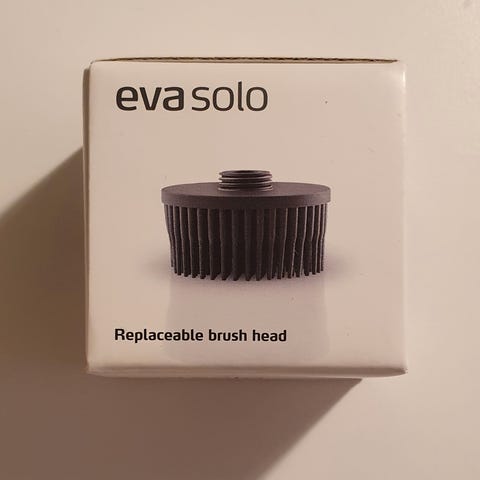 eva solo
Replaceable brush head